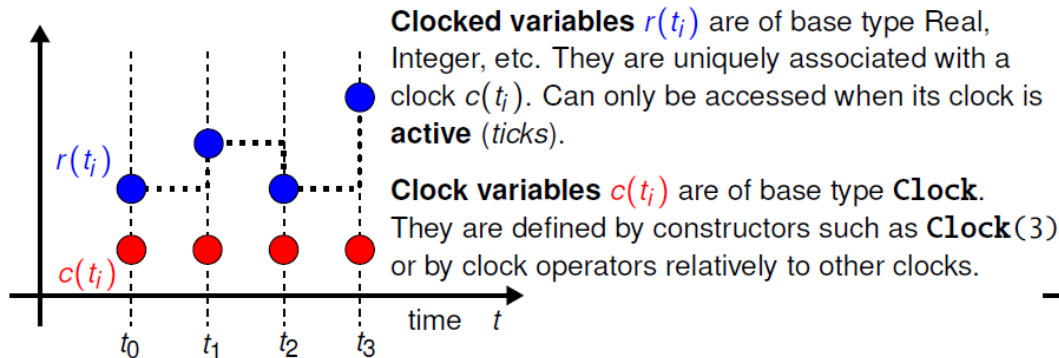 Clocked variables r(tᵢ) are of base type Real,
Integer, etc. They are uniquely associated with a
clock c(tᵢ). Can only be accessed when its clock is
active (ticks).
Clock variables c(tᵢ) are of base type Clock.
They are defined by constructors such as Clock(3)
or by clock operators relatively to other clocks.
r(tᵢ)
c(tᵢ)
time t
t₀ t₁ t₂ t₃